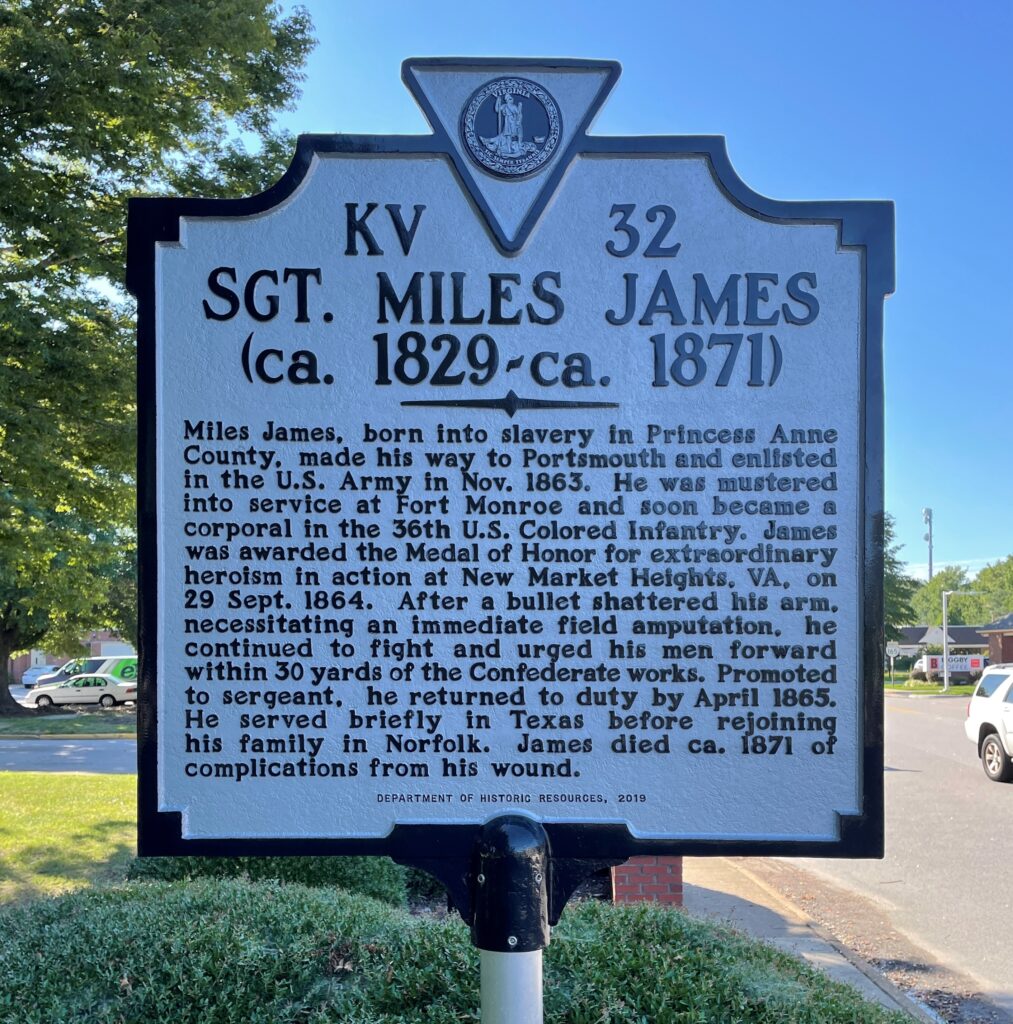 VIRGINIA
KV 32
SGT. MILES JAMES
(ca. 1829-ca. 1871)
Miles James, born into slavery in Princess Anne
County, made his way to Portsmouth and enlisted
in the U.S. Army in Nov. 1863. He was mustered
into service at Fort Monroe and soon became a
corporal in the 36th U.S. Colored Infantry. James
was awarded the Medal of Honor for extraordinary
heroism in action at New Market Heights, VA, on
29 Sept. 1864. After a bullet shattered his arm,
necessitating an immediate field amputation, he
continued to fight and urged his men forward
within 30 yards of the Confederate works. Promoted
to sergeant, he returned to duty by April 1865.
He served briefly in Texas before rejoining
his family in Norfolk. James died ca. 1871 of
complications from his wound.
DEPARTMENT OF HISTORIC RESOURCES, 2019